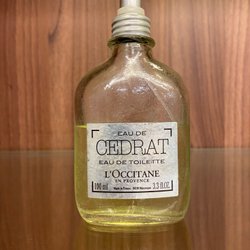 EAU DE
CEDRAT
EAU DE TOILETTE
L'OCCITANE
EN PROVENCE
100 ml
3.3 fl.oz.